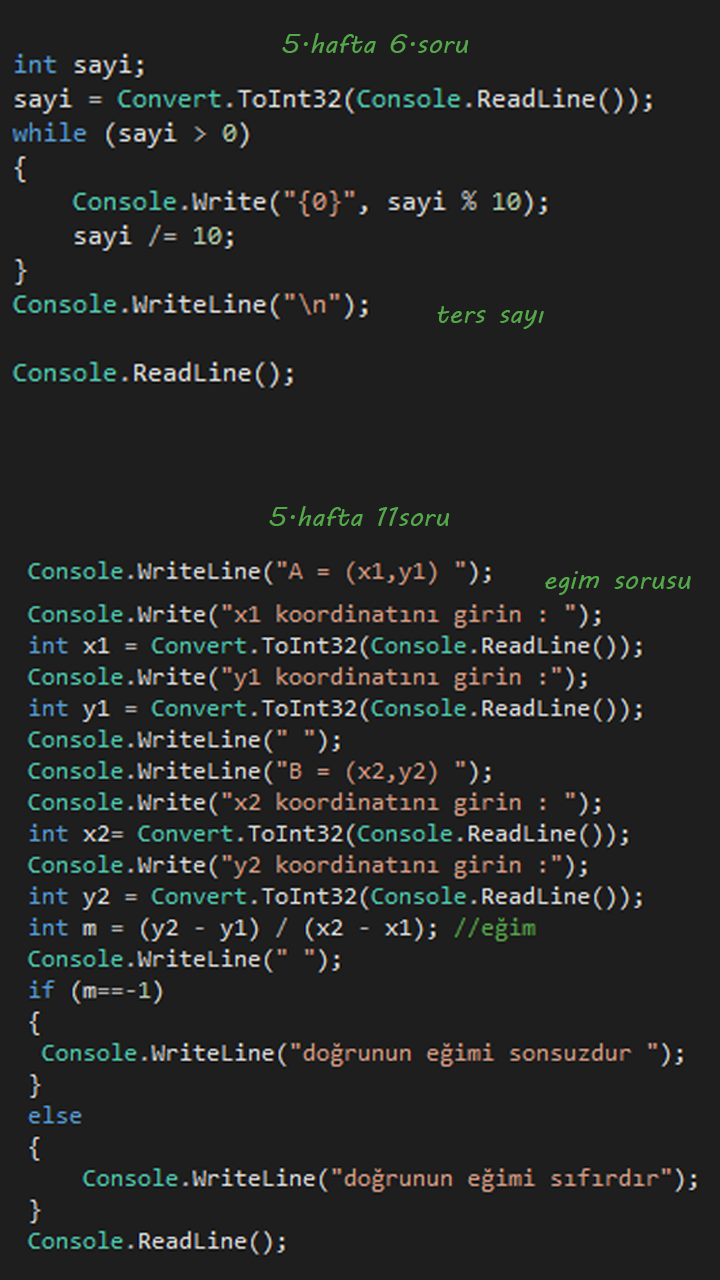 5.hafta 6.soru
int sayi;
sayi = Convert.ToInt32(Console.ReadLine());
while (sayi > 0)
{
    Console.Write("{0}", sayi % 10);
    sayi /= 10;
}
Console.WriteLine("\n");
ters sayı
Console.ReadLine();
5.hafta 11soru
Console.WriteLine("A = (x1,y1) ");
egim sorusu
Console.Write("x1 koordinatını girin : ");
int x1 = Convert.ToInt32(Console.ReadLine());
Console.Write("y1 koordinatını girin :");
int y1 = Convert.ToInt32(Console.ReadLine());
Console.WriteLine(" ");
Console.WriteLine("B = (x2,y2) ");
Console.Write("x2 koordinatını girin : ");
int x2= Convert.ToInt32(Console.ReadLine());
Console.Write("y2 koordinatını girin :");
int y2 = Convert.ToInt32(Console.ReadLine());
int m = (y2 - y1) / (x2 - x1); //eğim
Console.WriteLine(" ");
if (m==-1)
{
 Console.WriteLine("doğrunun eğimi sonsuzdur ");
}
else
{
    Console.WriteLine("doğrunun eğimi sıfırdır");
}
Console.ReadLine();